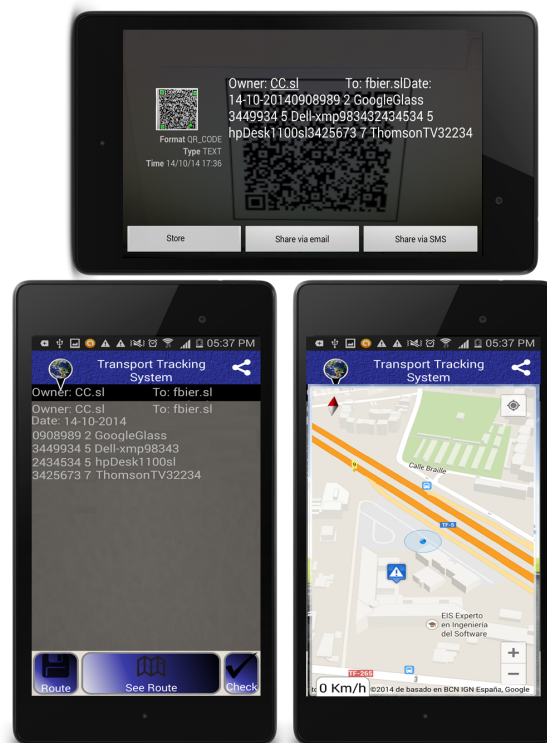 Owner: CC.sl To: fbier.slDate:
14-10-20140908989 2 GoogleGlass
3449934 5 Dell-xmp983432434534 5
hpDesk1100sl3425673 7 ThomsonTV32234
Format QR_CODE
Type TEXT
Time 14/10/14 17:36
Store Share via email Share via SMS
05:37 PM
Transport Tracking
System
Owner: CC.sl To: fbier.sl
Owner: CC.sl To: fbier.sl
Date: 14-10-2014
0908989 2 GoogleGlass
3449934 5 Dell-xmp98343
2434534 5 hpDesk1100sl
3425673 7 ThomsonTV32234
Route See Route Check
05:37 PM
Transport Tracking
System
Calle Braille
9
TF-5
EIS Experto
en Ingeniería
del Software
+
−
TF-265
3
0 Km/h ©2014 de basado en BCN IGN España, Google